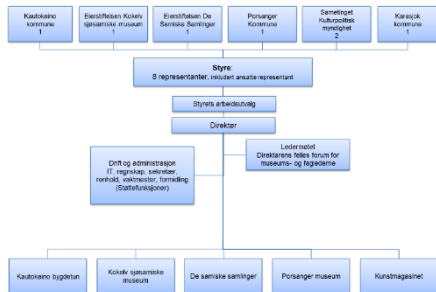 Kautokeino
kommune
1
Eierstiftelsen Kokelv
sjøsamiske museum
1
Eierstiftelsen De
Samiske Samlinger
1
Porsanger
Kommune
1
Sametinget
Kulturpolitisk
myndighet
2
Karasjok
kommune
1
Styre:
8 representanter, inkludert ansatte representant
Styrets arbeidsutvalg
Direktør
Drift og administrasjon
IT, regnskap, sekretær,
renhold, vaktmester, formidling
(Støttefunksjoner)
Ledermøtet
Direktørens felles forum for
museums- og faglederne
Kautokeino bygdetun
Kokelv sjøsamiske
museum
De samiske samlinger
Porsanger museum
Kunstmagasinet